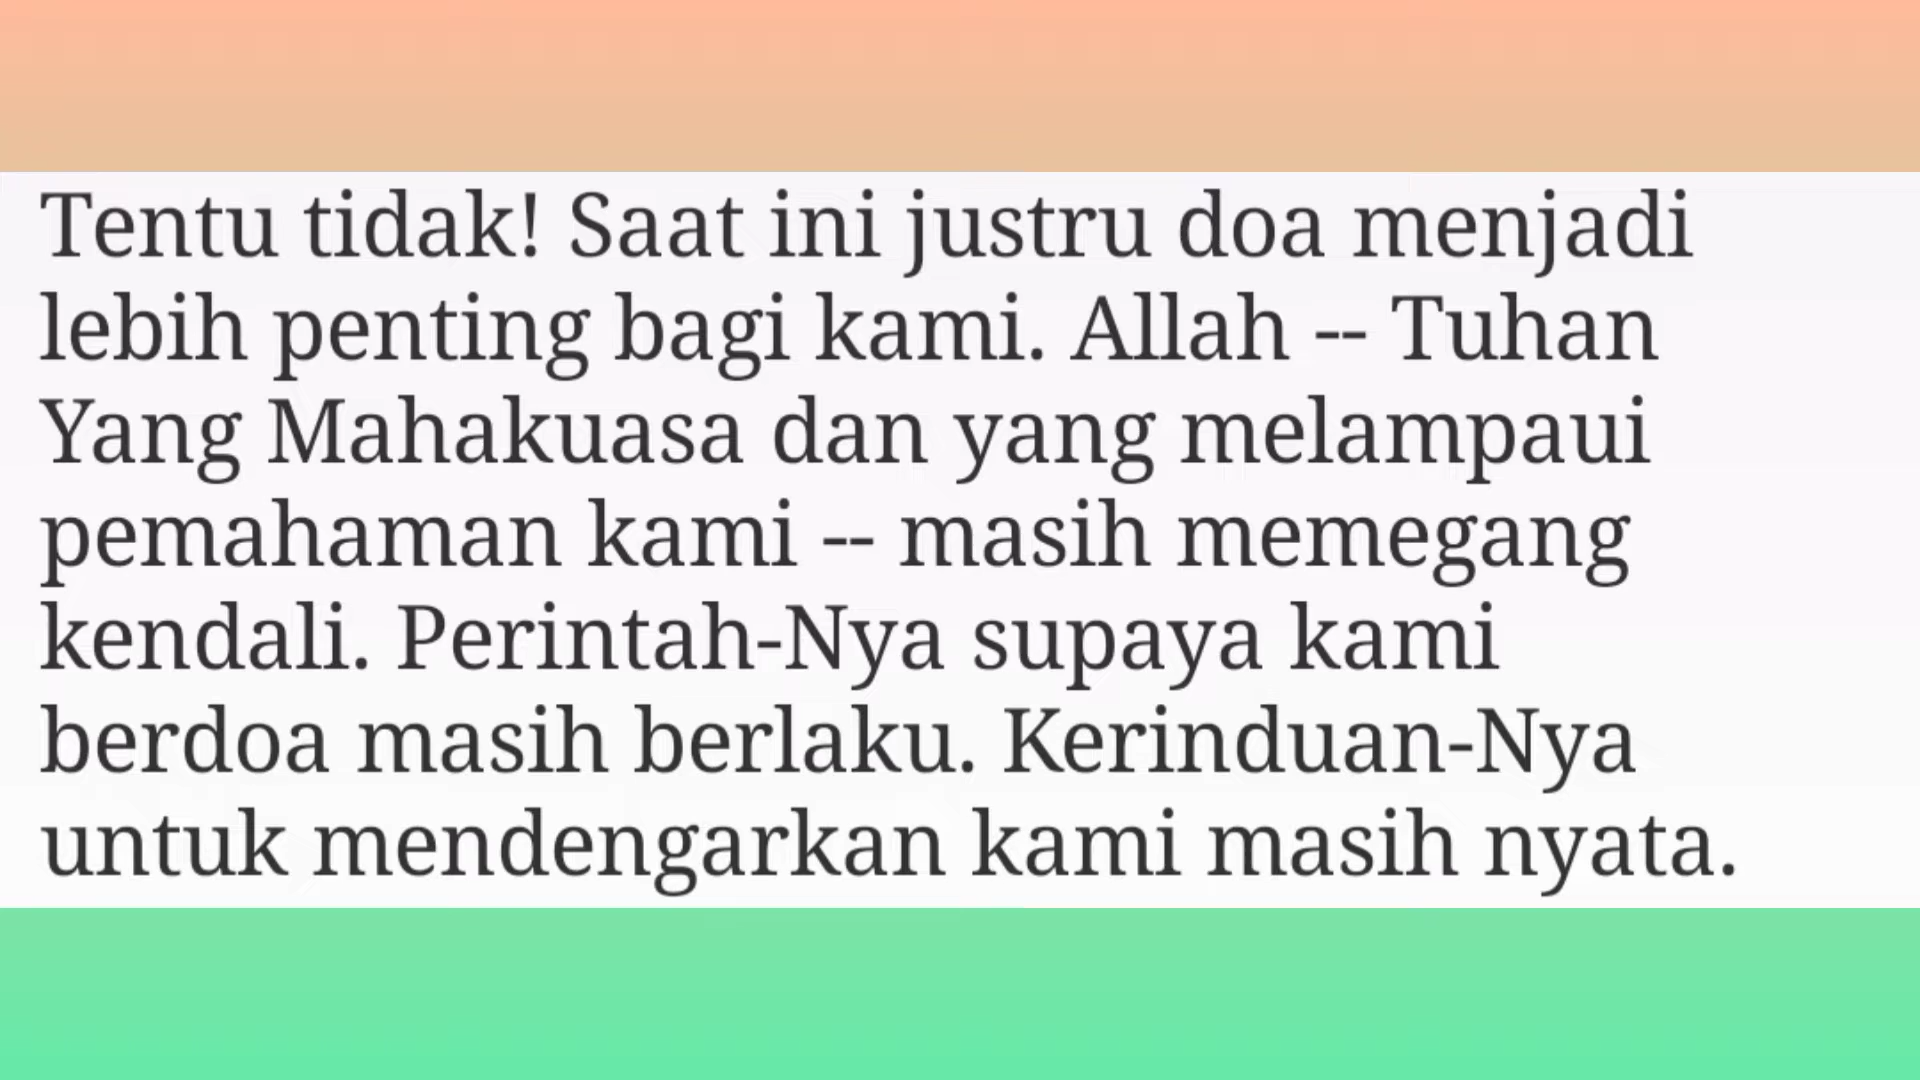 Tentu tidak! Saat ini justru doa menjadi
lebih penting bagi kami. Allah -- Tuhan
Yang Mahakuasa dan yang melampaui
pemahaman kami -- masih memegang
kendali. Perintah-Nya supaya kami
berdoa masih berlaku. Kerinduan-Nya
untuk mendengarkan kami masih nyata.